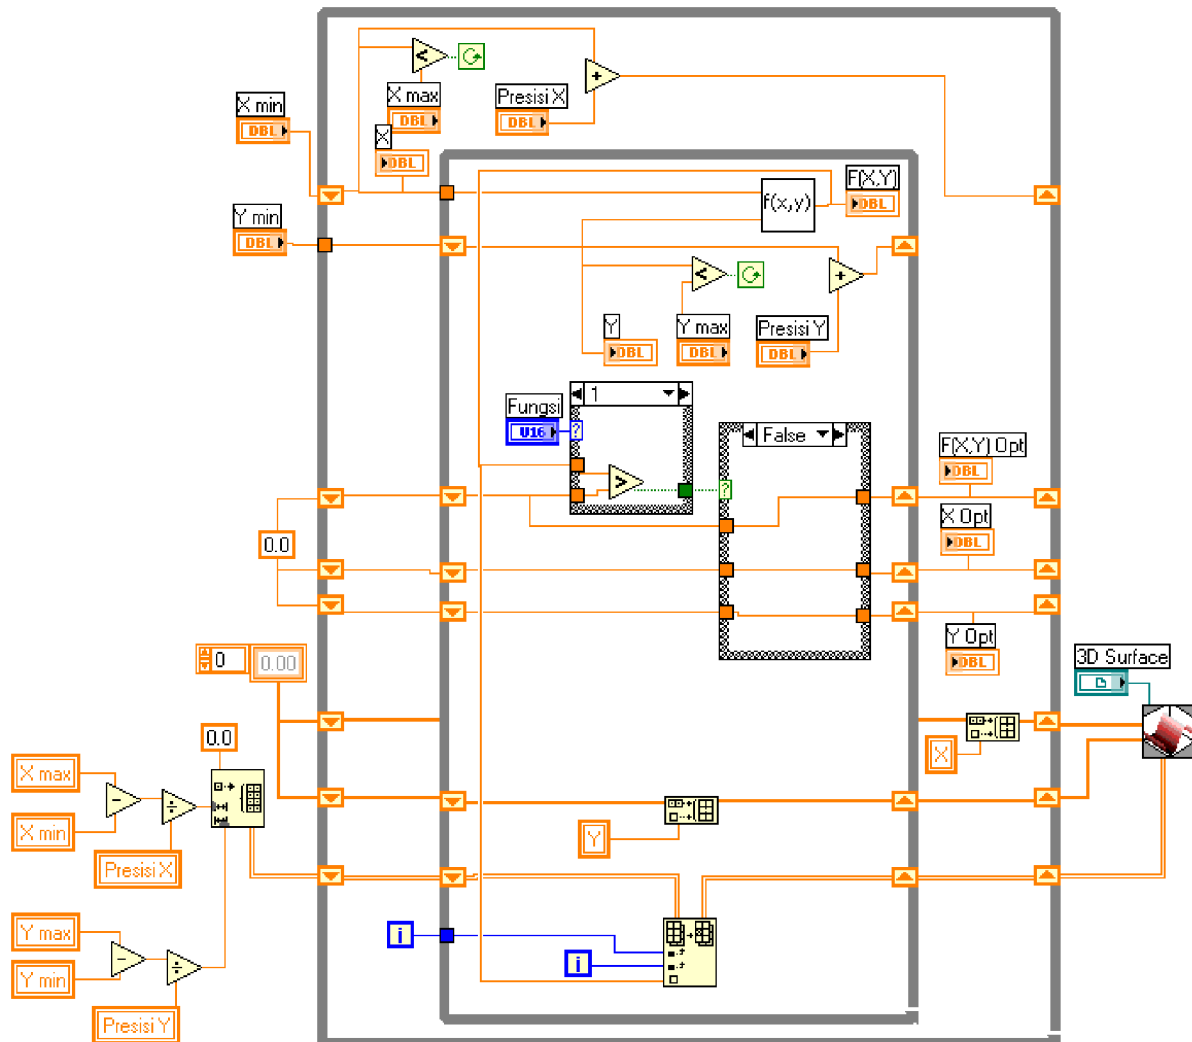 X min
DBL
<
X max
DBL
X
DBL
Presisi X
DBL
+
Y min
DBL
f(x,y)
F(X,Y)
DBL
<
+
Y
DBL
Y max
DBL
Presisi Y
DBL
Fungsi
U16
?
1
>
False
?
F(X,Y) Opt
DBL
X Opt
DBL
0.0
Y Opt
DBL
0
0.00
3D Surface
0.0
X
X max
-
÷
X min
Presisi X
Y
Y max
-
÷
Y min
Presisi Y
i
i